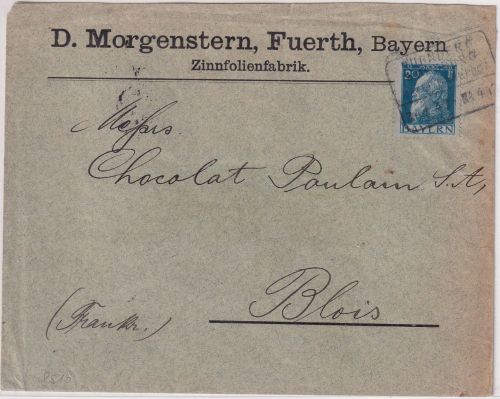 D. Morgenstern, Fuerth, Bayern
Zinnfolienfabrik.
20
BAYERN
Messrs.
Chocolat Poulain S.A,
Blois
(Frankr.)